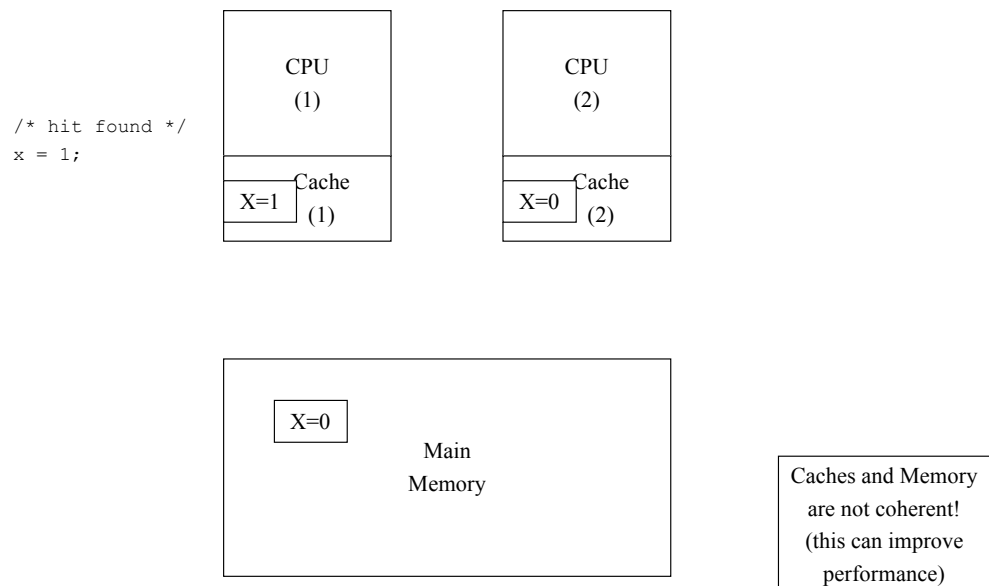 CPU
(1)
CPU
(2)
/* hit found */
x = 1;
Cache
X=1
(1)
Cache
X=0
(2)
X=0
Main
Memory
Caches and Memory
are not coherent!
(this can improve
performance)